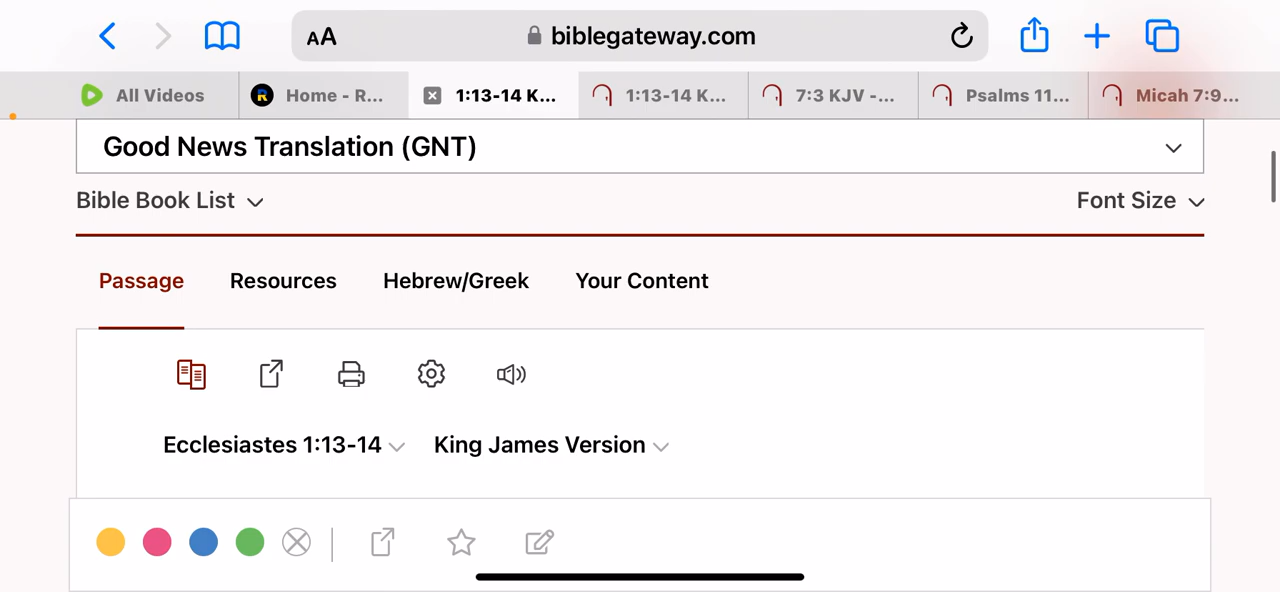 AA biblegateway.com
All Videos Home - R... 1:13-14 K... 1:13-14 K... 7:3 KJV -... Psalms 11... Micah 7:9...
Good News Translation (GNT)
Bible Book List Font Size
Passage Resources Hebrew/Greek Your Content
Ecclesiastes 1:13-14 King James Version